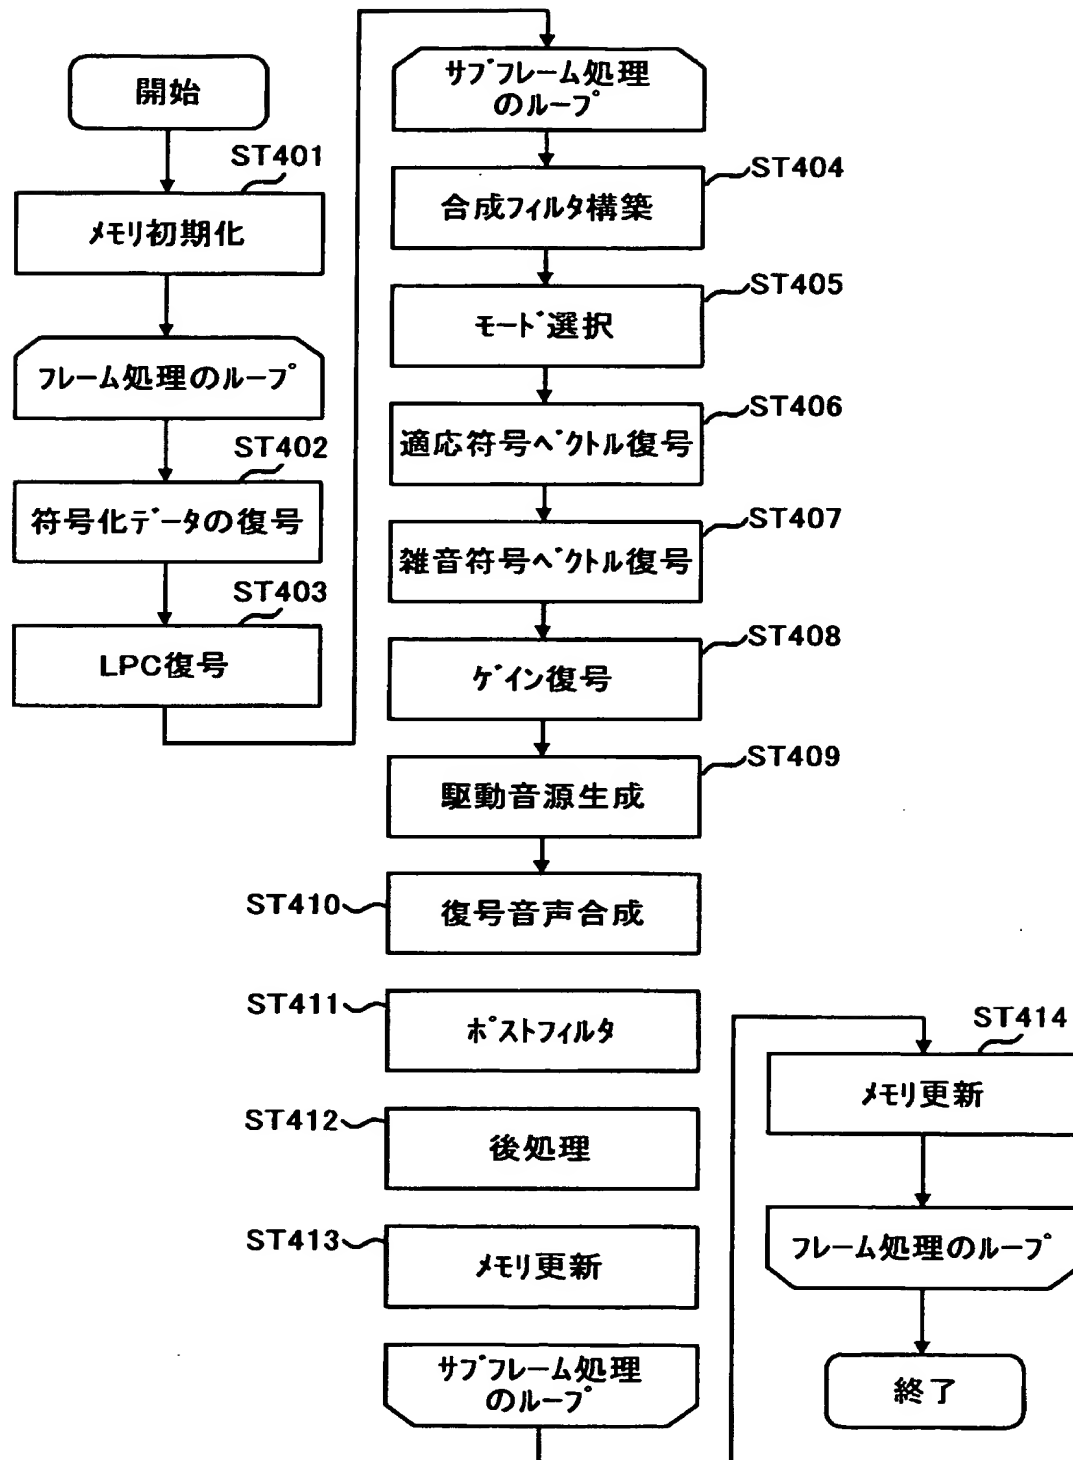 開始
ST401
メモリ初期化
フレーム処理のループ
ST402
符号化データの復号
ST403
LPC復号
サブフレーム処理
のループ
ST404
合成フィルタ構築
ST405
モード選択
ST406
適応符号ベクトル復号
ST407
雑音符号ベクトル復号
ST408
ゲイン復号
ST409
駆動音源生成
ST410
復号音声合成
ST411
ポストフィルタ
ST412
後処理
ST413
メモリ更新
サブフレーム処理
のループ
ST414
メモリ更新
フレーム処理のループ
終了